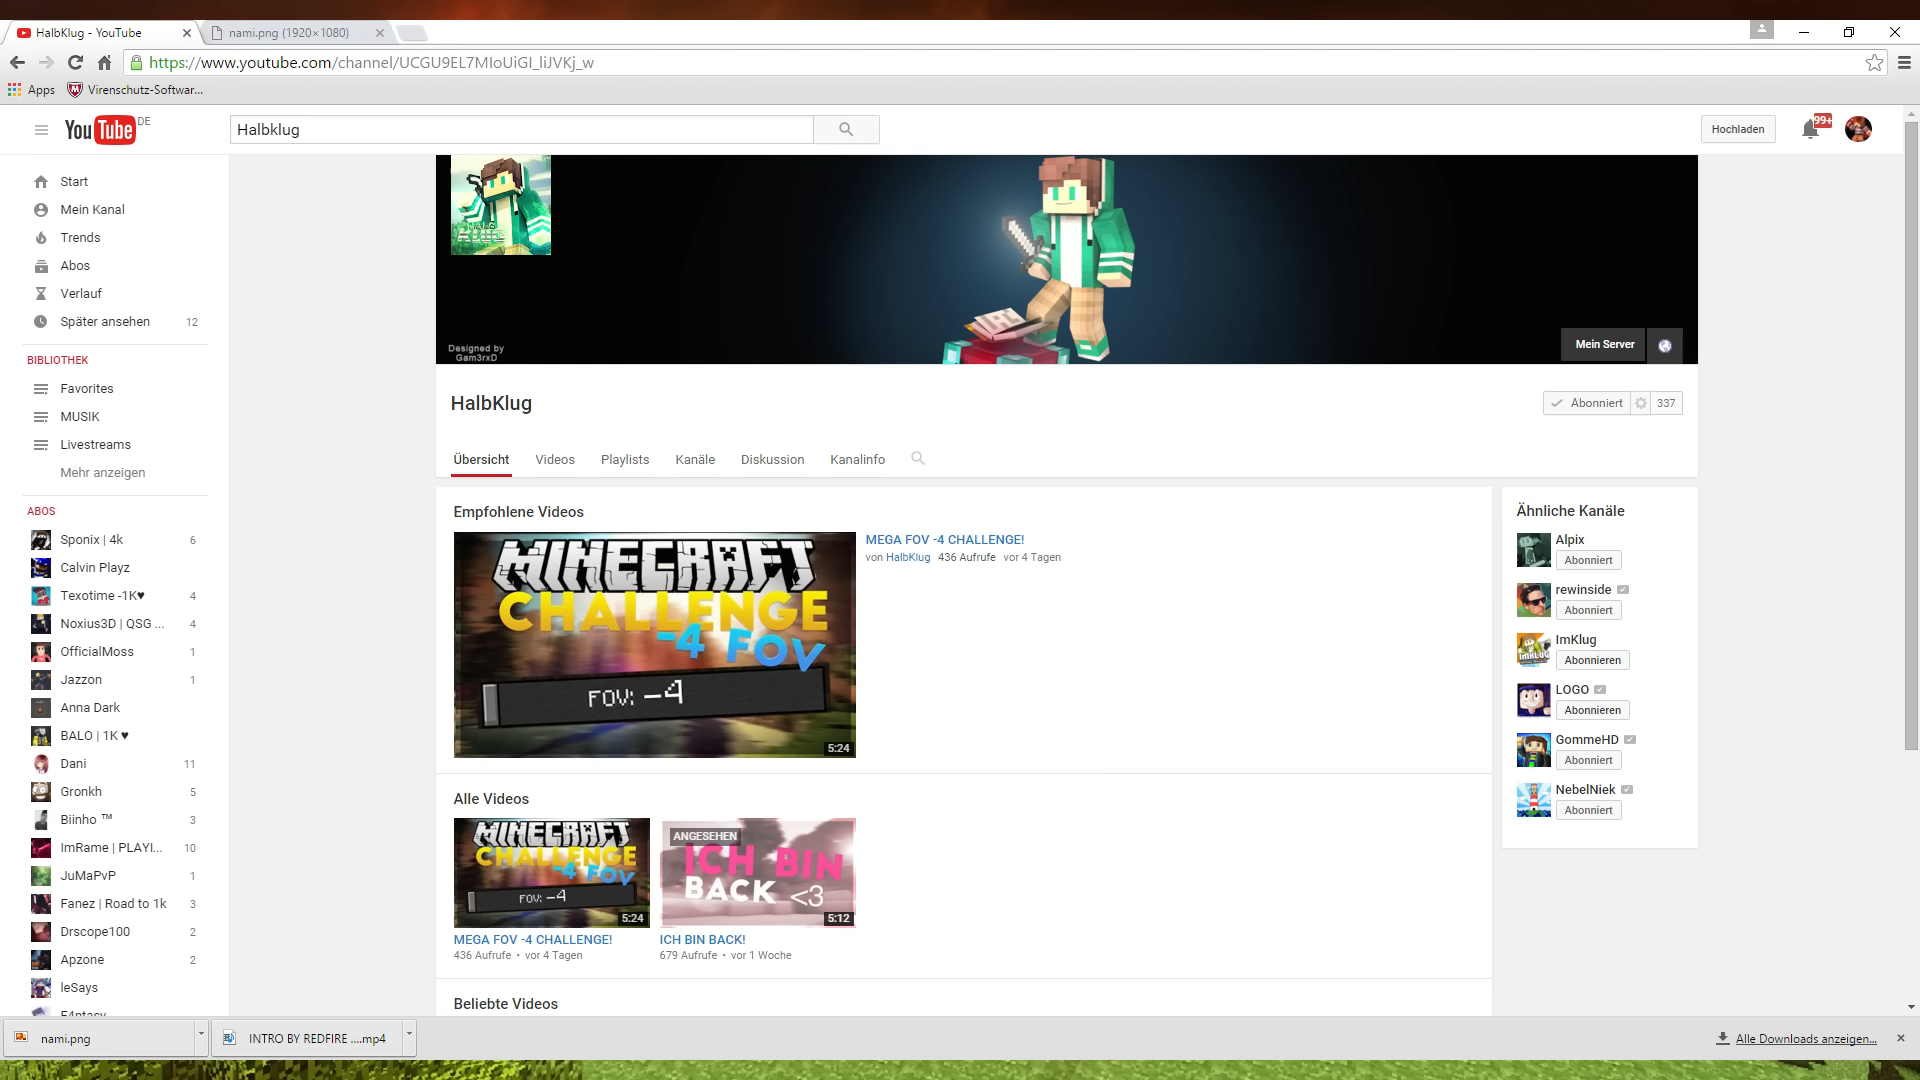 HalbKlug - YouTube
nami.png (1920×1080)
https://www.youtube.com/channel/UCGU9EL7MIoUiGI_liJVKj_w
Apps
Virenschutz-Softwar...
YouTube DE
Halbklug
Hochladen
99+
Start
Mein Kanal
Trends
Abos
Verlauf
Später ansehen 12
BIBLIOTHEK
Favorites
MUSIK
Livestreams
Mehr anzeigen
ABOS
Sponix | 4k 6
Calvin Playz
Texotime -1K♥ 4
Noxius3D | QSG ... 4
OfficialMoss 1
Jazzon 1
Anna Dark
BALO | 1K ♥
Dani 11
Gronkh 5
Biinho ™ 3
ImRame | PLAYI... 10
JuMaPvP 1
Fanez | Road to 1k 3
Drscope100 2
Apzone 2
leSays
F4ntasy
Designed by
Gam3rxD
Mein Server
HalbKlug
Abonniert 337
Übersicht
Videos
Playlists
Kanäle
Diskussion
Kanalinfo
Empfohlene Videos
MINECRAFT
CHALLENGE
-4 FOV
FOV: -4
5:24
MEGA FOV -4 CHALLENGE!
von HalbKlug 436 Aufrufe vor 4 Tagen
Alle Videos
MINECRAFT
CHALLENGE
-4 FOV
FOV: -4
5:24
MEGA FOV -4 CHALLENGE!
436 Aufrufe • vor 4 Tagen
ANGESEHEN
ICH BIN
BACK <3
5:12
ICH BIN BACK!
679 Aufrufe • vor 1 Woche
Beliebte Videos
Ähnliche Kanäle
Alpix
Abonniert
rewinside
Abonniert
ImKlug
IMKLUG
Abonnieren
LOGO
Abonnieren
GommeHD
Abonniert
NebelNiek
Abonniert
nami.png
INTRO BY REDFIRE ....mp4
Alle Downloads anzeigen...